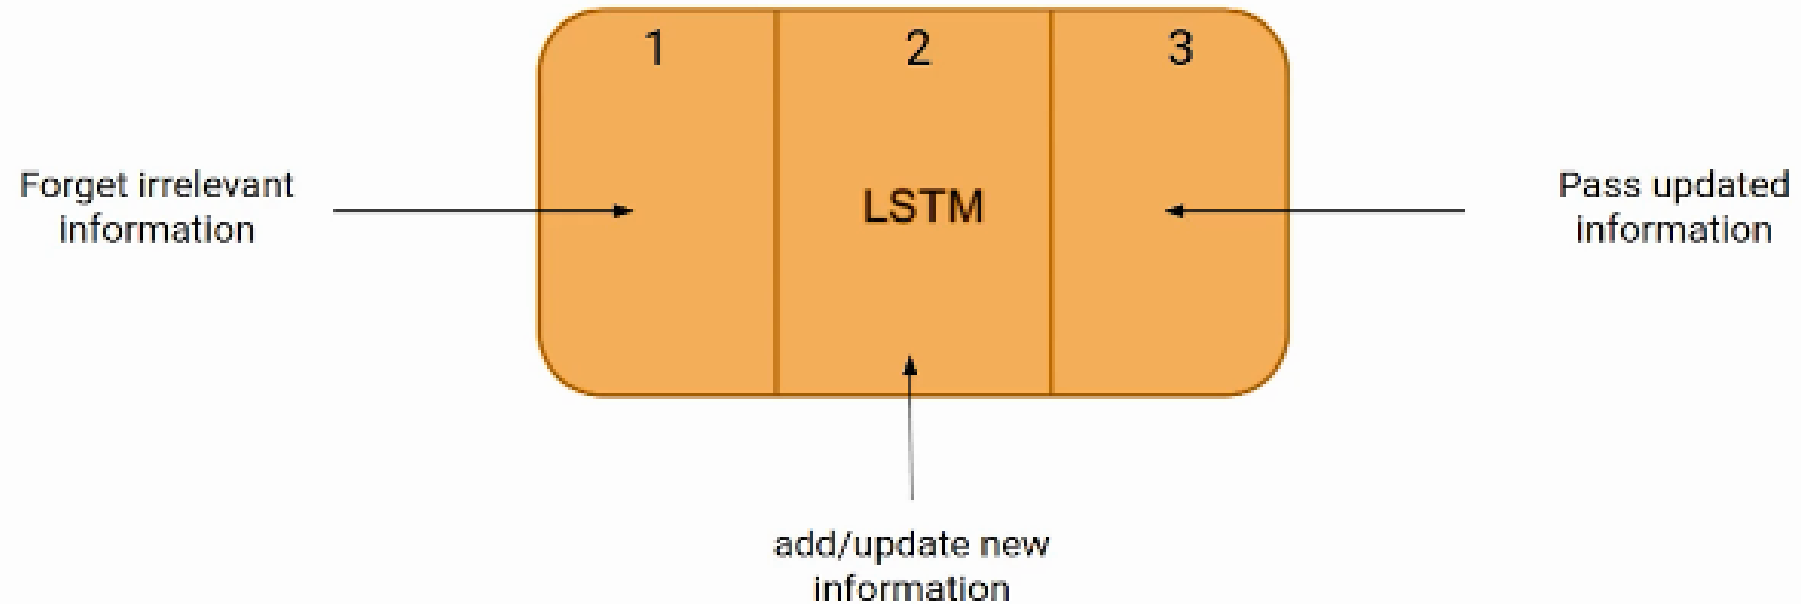 1
2
3
Forget irrelevant
information
LSTM
Pass updated
information
add/update new
information